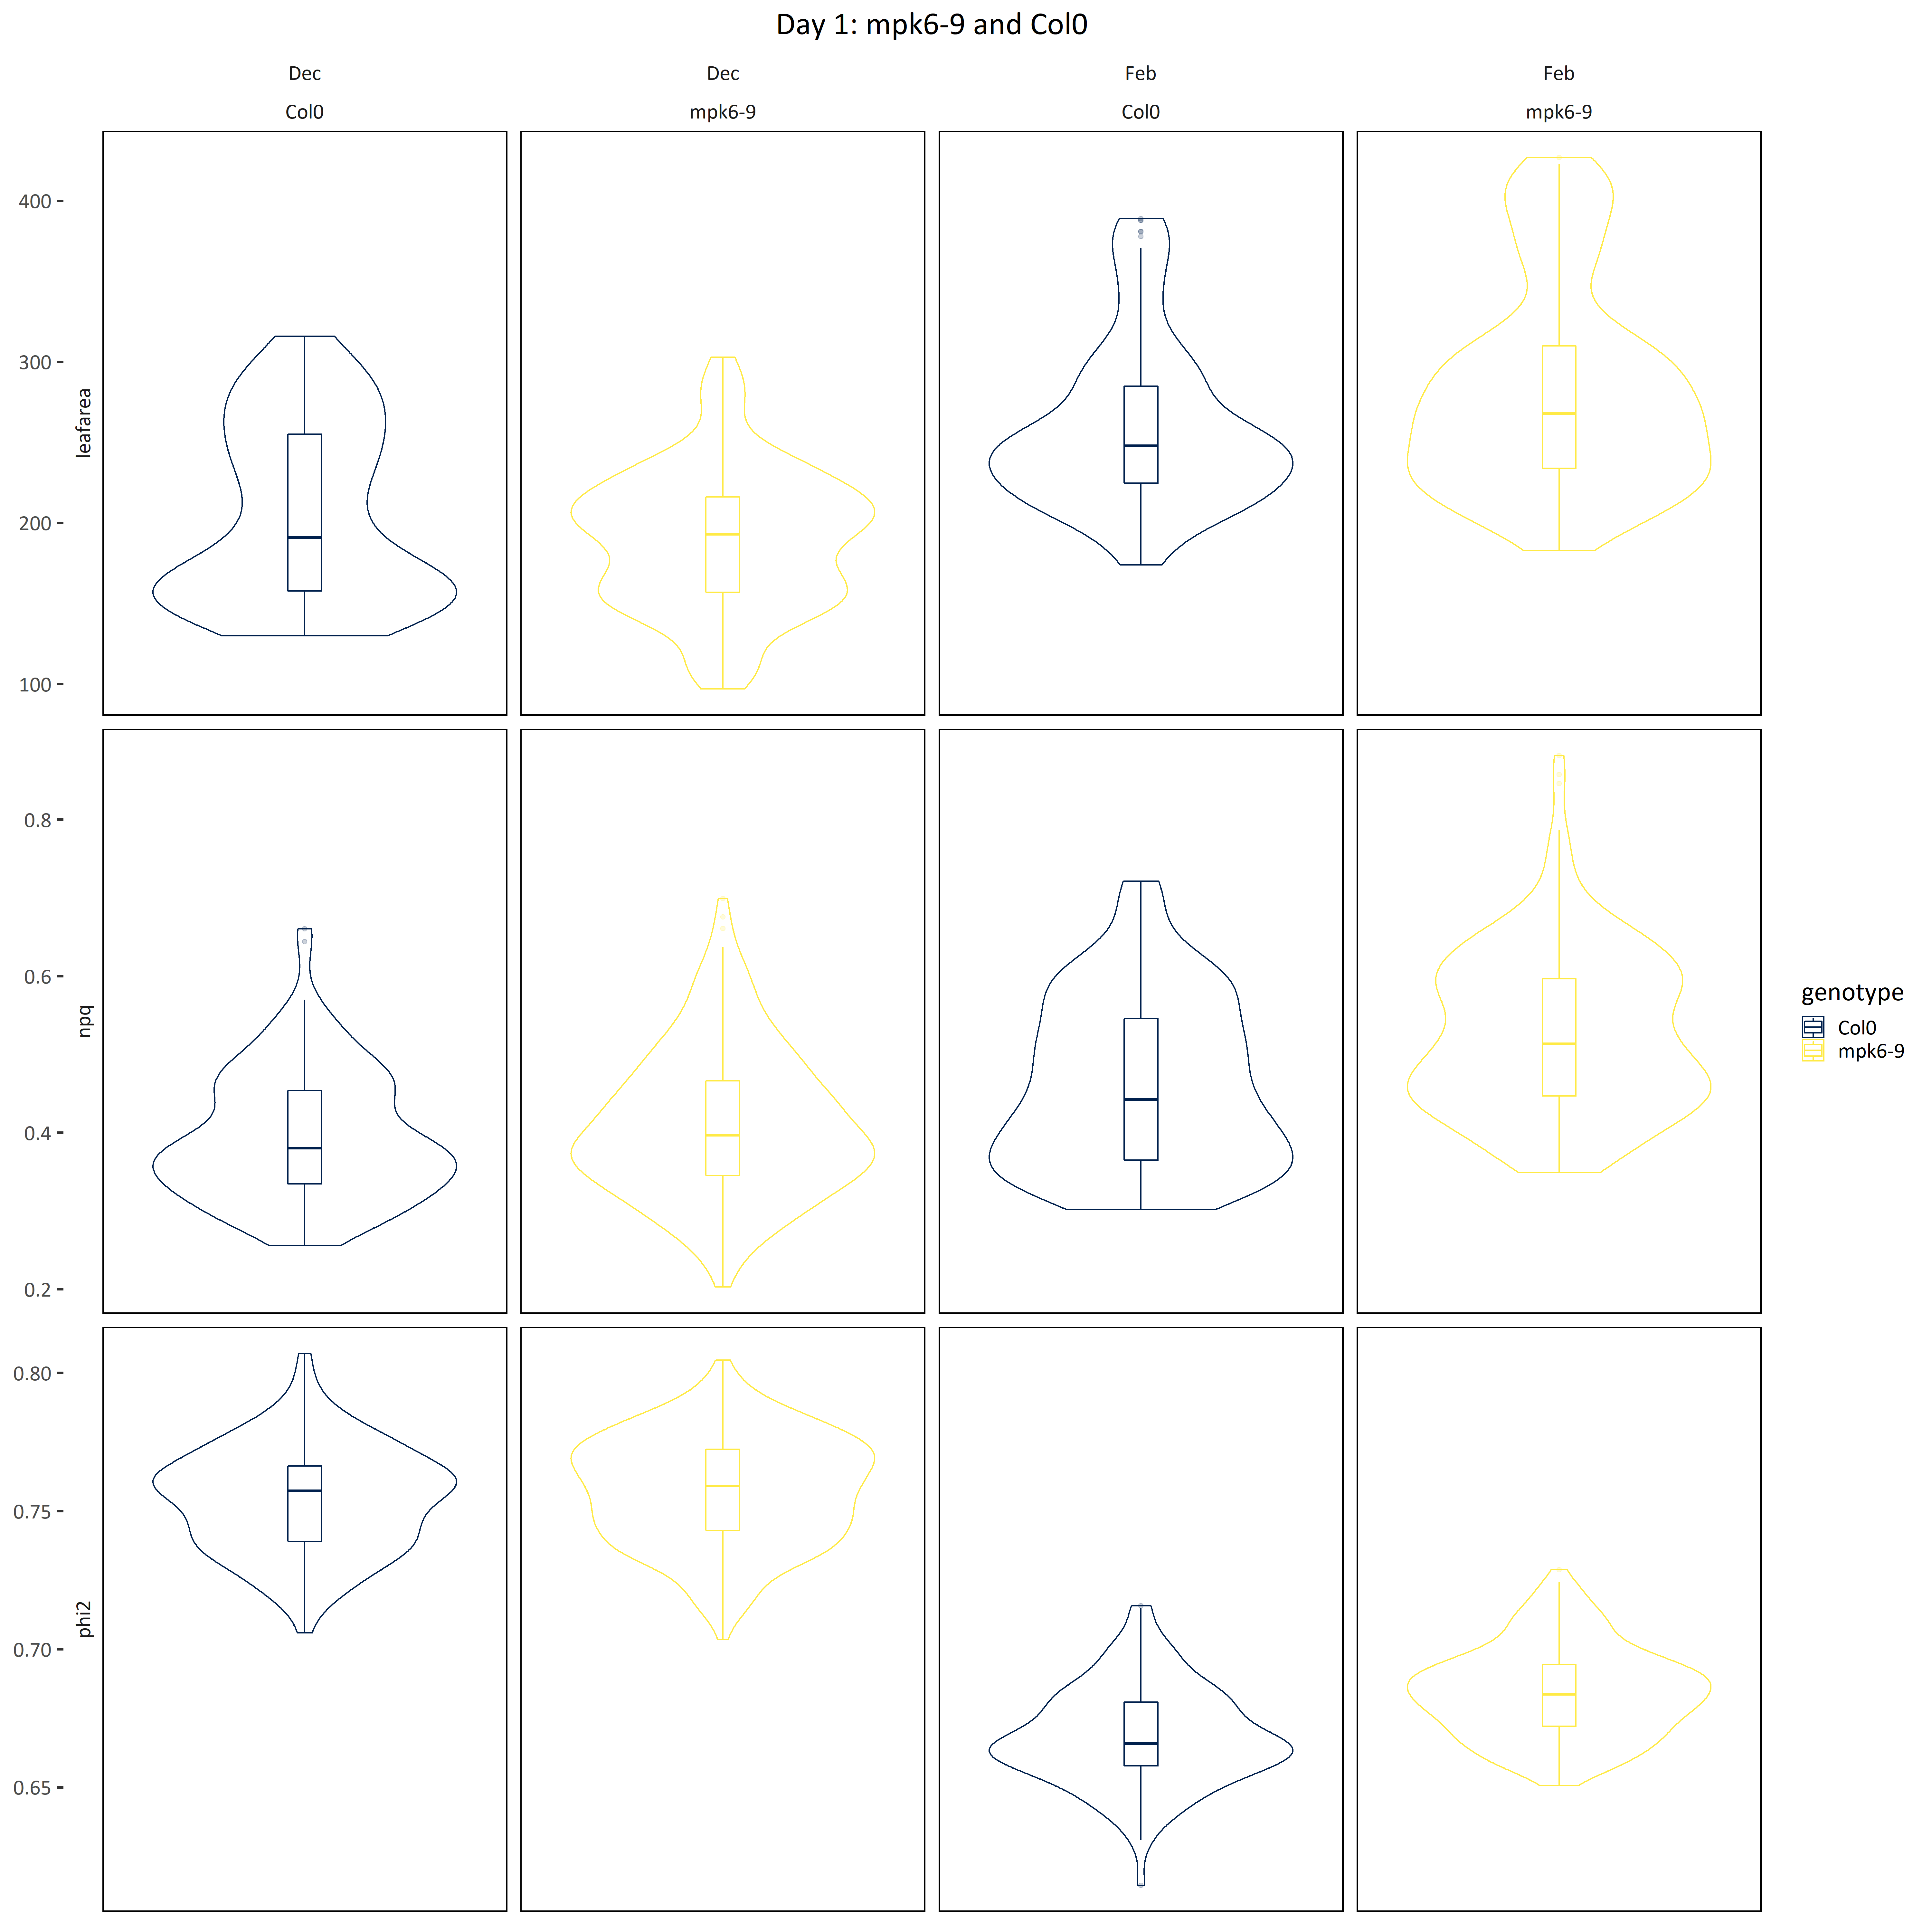 Day 1: mpk6-9 and Col0
Dec Dec Feb Feb
Col0 mpk6-9 Col0 mpk6-9
400
300
200
100
leafarea
0.8
0.6
0.4
0.2
npq
0.80
0.75
0.70
0.65
phi2
genotype
Col0
mpk6-9